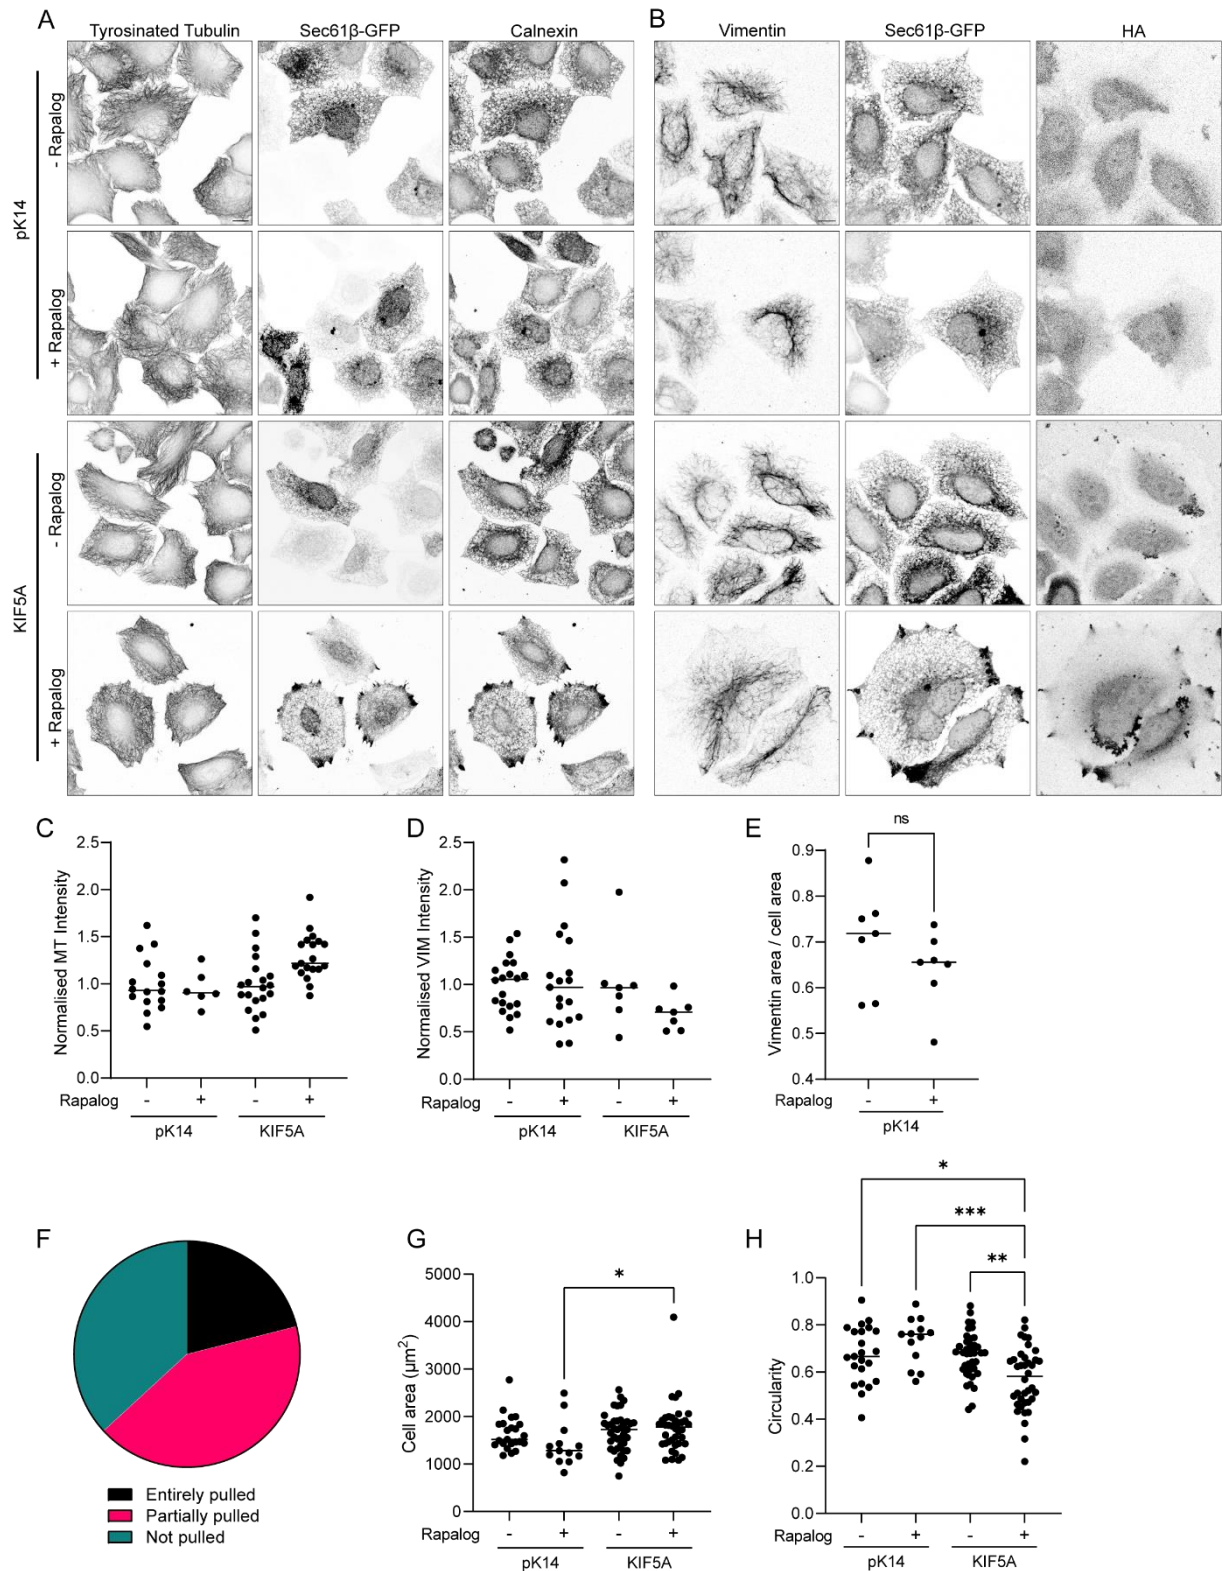 A
B
Tyrosinated Tubulin
Sec61β-GFP
Calnexin
Vimentin
Sec61β-GFP
HA
pK14
- Rapalog
+ Rapalog
KIF5A
- Rapalog
+ Rapalog
C
Normalised MT Intensity
2.5
2.0
1.5
1.0
0.5
0.0
Rapalog - + - +
pK14 KIF5A
D
Normalised VIM Intensity
2.5
2.0
1.5
1.0
0.5
0.0
Rapalog - + - +
pK14 KIF5A
E
ns
Vimentin area / cell area
0.9
0.8
0.7
0.6
0.5
0.4
Rapalog - +
pK14
F
Entirely pulled
Partially pulled
Not pulled
G
*
Cell area (µm²)
5000
4000
3000
2000
1000
0
Rapalog - + - +
pK14 KIF5A
H
*
***
**
Circularity
1.0
0.8
0.6
0.4
0.2
0.0
Rapalog - + - +
pK14 KIF5A